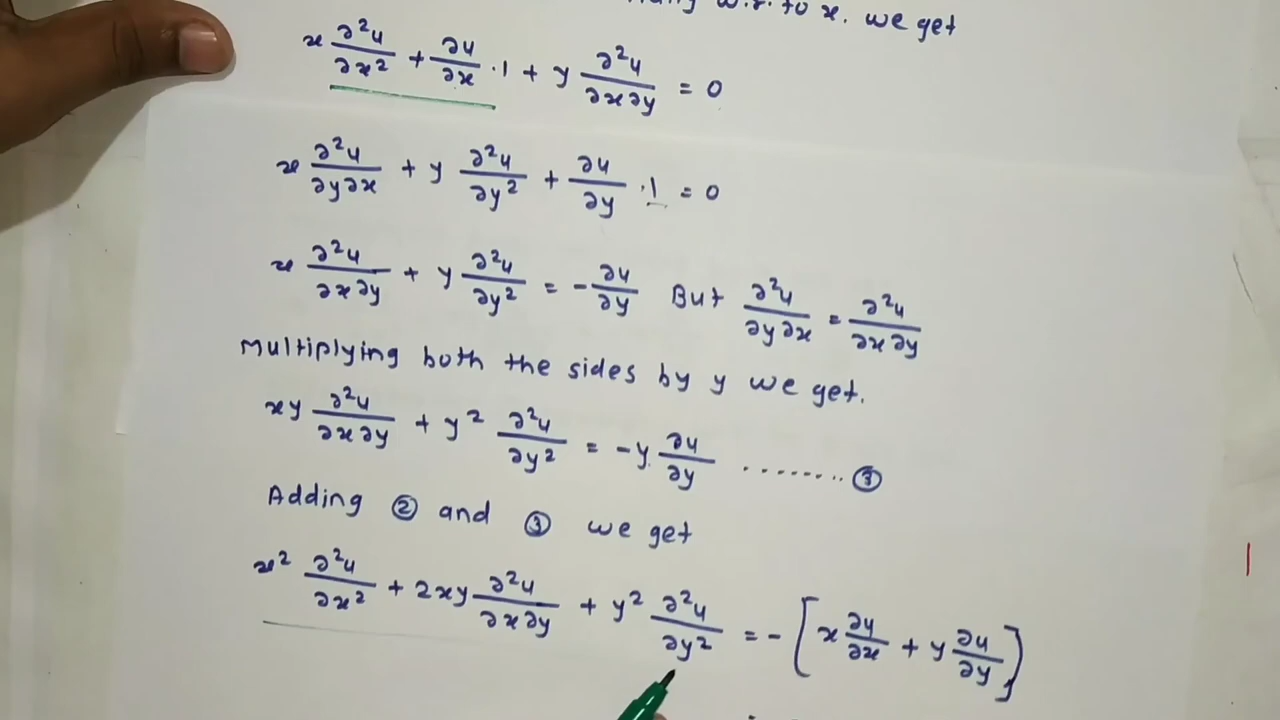 w.r. to x. we get
x ∂²u/∂x² + ∂u/∂x .1 + y ∂²u/∂x∂y = 0
x ∂²u/∂y∂x + y ∂²u/∂y² + ∂u/∂y .1 = 0
x ∂²u/∂x∂y + y ∂²u/∂y² = -∂u/∂y But ∂²u/∂y∂x = ∂²u/∂x∂y
Multiplying both the sides by y we get.
xy ∂²u/∂x∂y + y² ∂²u/∂y² = -y ∂u/∂y ........ ③
Adding ② and ③ we get
x² ∂²u/∂x² + 2xy ∂²u/∂x∂y + y² ∂²u/∂y² = - [x ∂u/∂x + y ∂u/∂y]